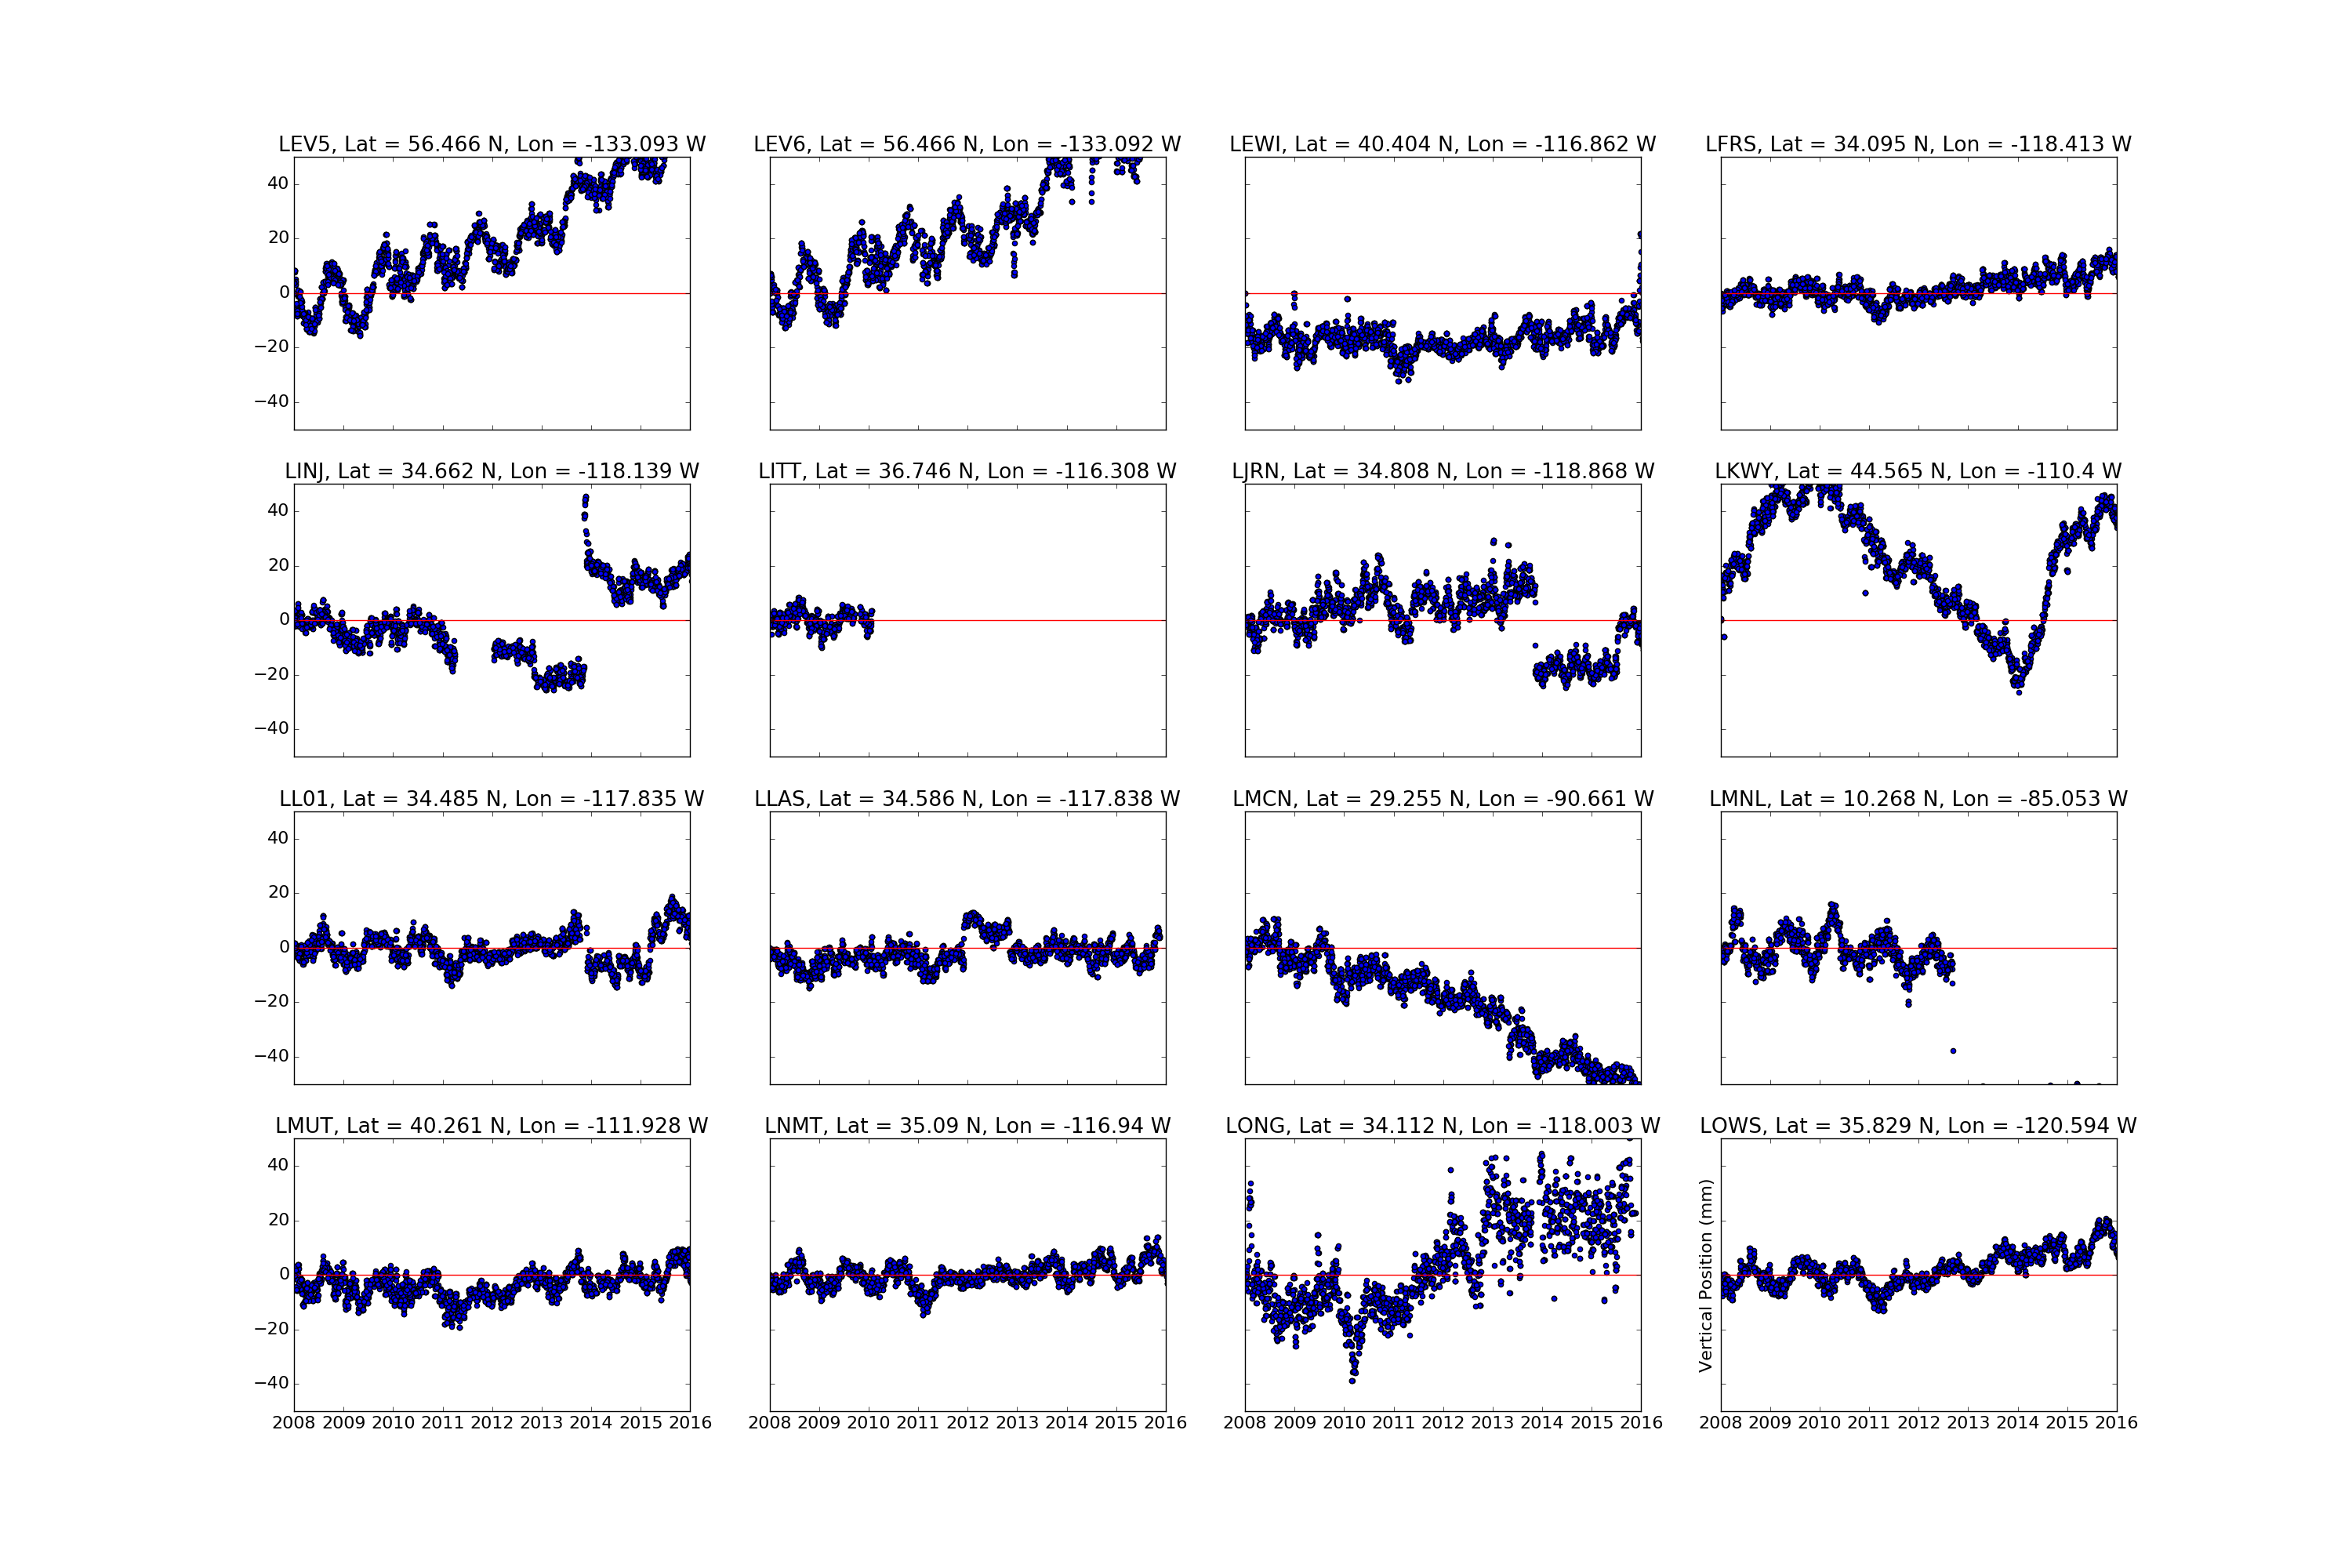 LEV5, Lat = 56.466 N, Lon = -133.093 W
LEV6, Lat = 56.466 N, Lon = -133.092 W
LEWI, Lat = 40.404 N, Lon = -116.862 W
LFRS, Lat = 34.095 N, Lon = -118.413 W
40
20
0
−20
−40
LINJ, Lat = 34.662 N, Lon = -118.139 W
LITT, Lat = 36.746 N, Lon = -116.308 W
LJRN, Lat = 34.808 N, Lon = -118.868 W
LKWY, Lat = 44.565 N, Lon = -110.4 W
40
20
0
−20
−40
LL01, Lat = 34.485 N, Lon = -117.835 W
LLAS, Lat = 34.586 N, Lon = -117.838 W
LMCN, Lat = 29.255 N, Lon = -90.661 W
LMNL, Lat = 10.268 N, Lon = -85.053 W
40
20
0
−20
−40
LMUT, Lat = 40.261 N, Lon = -111.928 W
LNMT, Lat = 35.09 N, Lon = -116.94 W
LONG, Lat = 34.112 N, Lon = -118.003 W
LOWS, Lat = 35.829 N, Lon = -120.594 W
40
20
0
−20
−40
Vertical Position (mm)
2008 2009 2010 2011 2012 2013 2014 2015 2016
2008 2009 2010 2011 2012 2013 2014 2015 2016
2008 2009 2010 2011 2012 2013 2014 2015 2016
2008 2009 2010 2011 2012 2013 2014 2015 2016